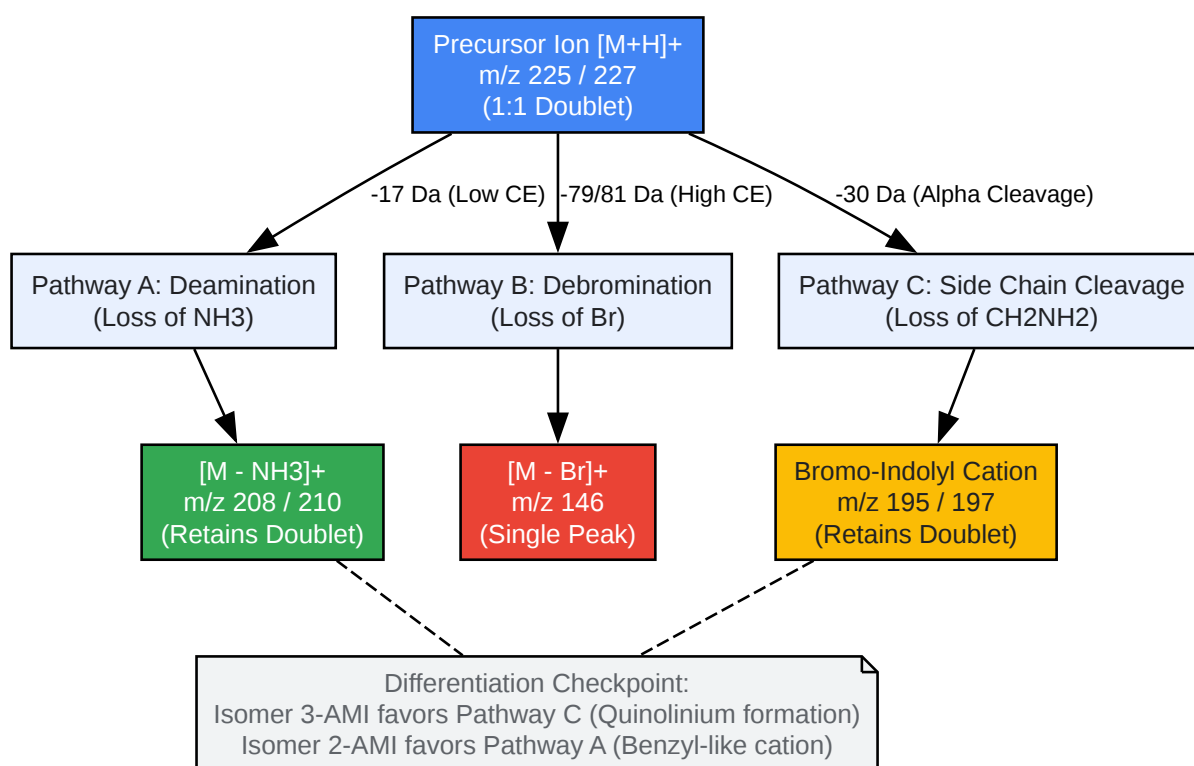 Precursor Ion [M+H]+
m/z 225 / 227
(1:1 Doublet)
-17 Da (Low CE)
-79/81 Da (High CE)
-30 Da (Alpha Cleavage)
Pathway A: Deamination
(Loss of NH3)
Pathway B: Debromination
(Loss of Br)
Pathway C: Side Chain Cleavage
(Loss of CH2NH2)
[M - NH3]+
m/z 208 / 210
(Retains Doublet)
[M - Br]+
m/z 146
(Single Peak)
Bromo-Indolyl Cation
m/z 195 / 197
(Retains Doublet)
Differentiation Checkpoint:
Isomer 3-AMI favors Pathway C (Quinolinium formation)
Isomer 2-AMI favors Pathway A (Benzyl-like cation)